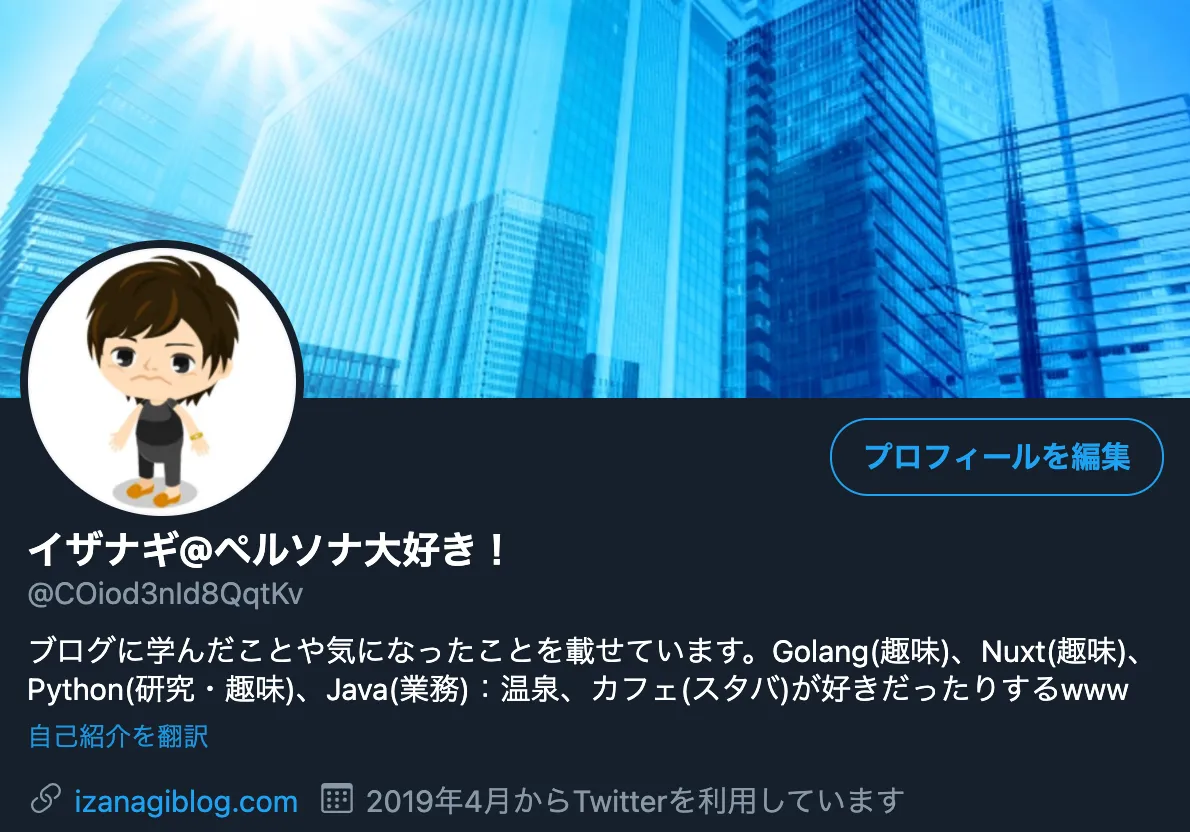 プロフィールを編集
イザナギ@ペルソナ大好き！
@COiod3nId8QqtKv
ブログに学んだことや気になったことを載せています。Golang(趣味)、Nuxt(趣味)、
Python(研究・趣味)、Java(業務)：温泉、カフェ(スタバ)が好きだったりするwww
自己紹介を翻訳
izanagiblog.com 2019年4月からTwitterを利用しています